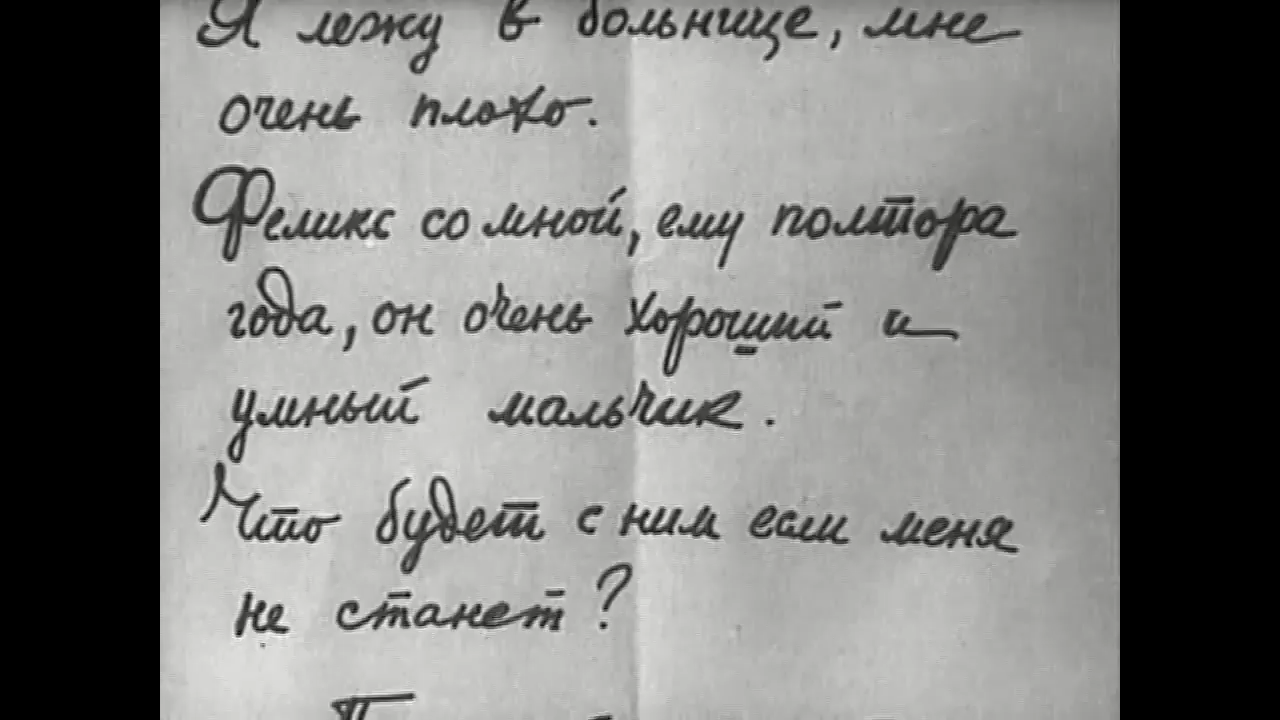 Я лежу в больнице, мне
очень плохо.
Феликс со мной, ему полтора
года, он очень хороший и
умный мальчик.
Что будет с ним если меня
не станет?